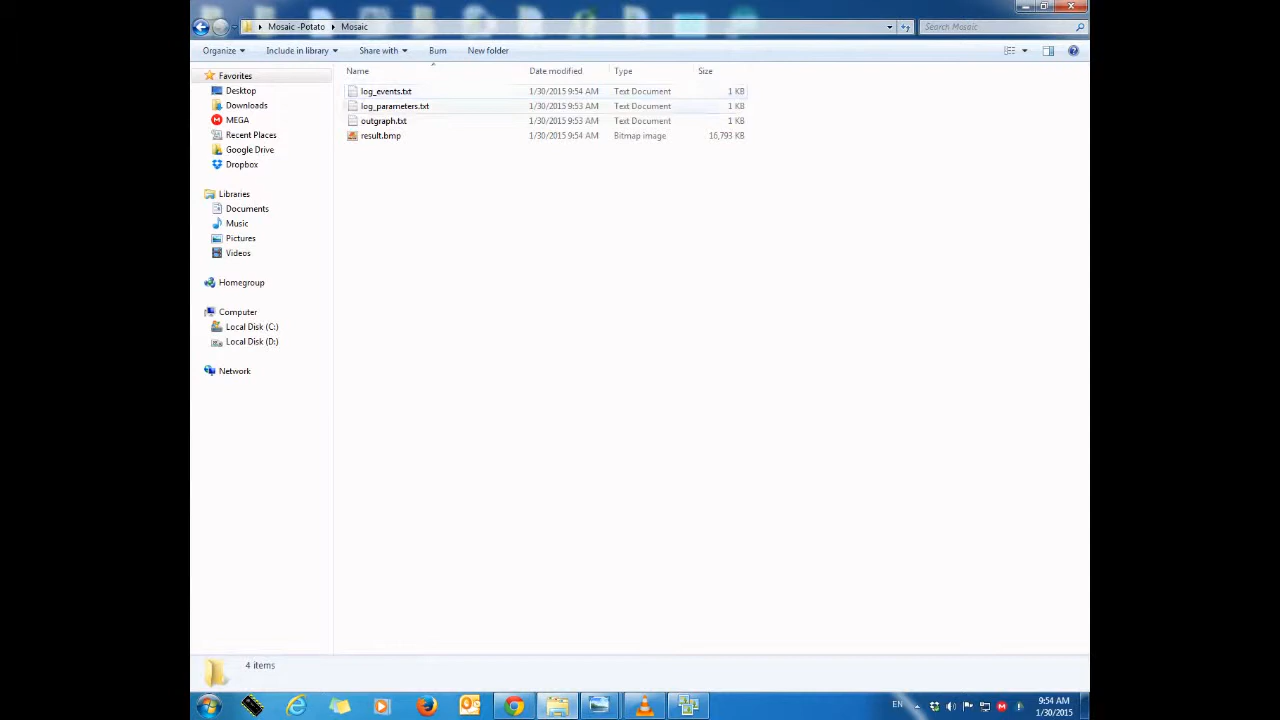 Mosaic -Potato Mosaic
Search Mosaic
Organize Include in library Share with Burn New folder
Name Date modified Type Size
log_events.txt 1/30/2015 9:54 AM Text Document 1 KB
log_parameters.txt 1/30/2015 9:53 AM Text Document 1 KB
outgraph.txt 1/30/2015 9:53 AM Text Document 1 KB
result.bmp 1/30/2015 9:54 AM Bitmap image 16,793 KB
Favorites
Desktop
Downloads
MEGA
Recent Places
Google Drive
Dropbox
Libraries
Documents
Music
Pictures
Videos
Homegroup
Computer
Local Disk (C:)
Local Disk (D:)
Network
4 items
EN
9:54 AM
1/30/2015